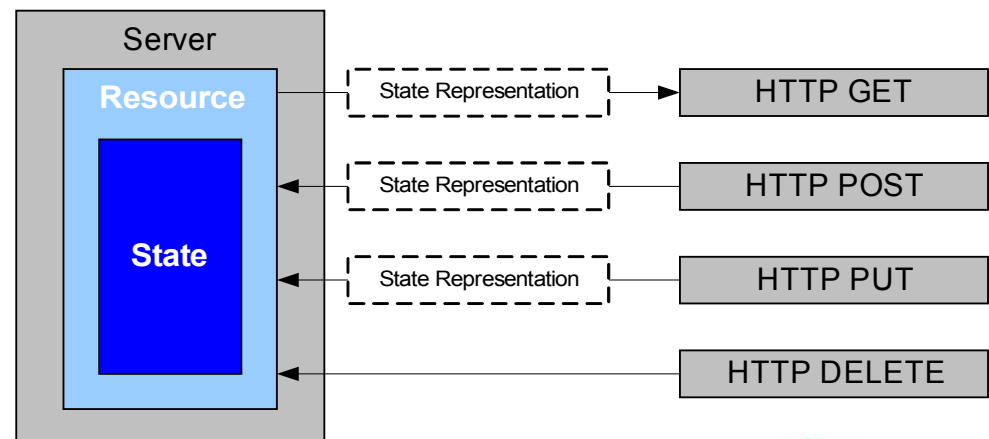 Server
Resource
State
State Representation
HTTP GET
State Representation
HTTP POST
State Representation
HTTP PUT
HTTP DELETE